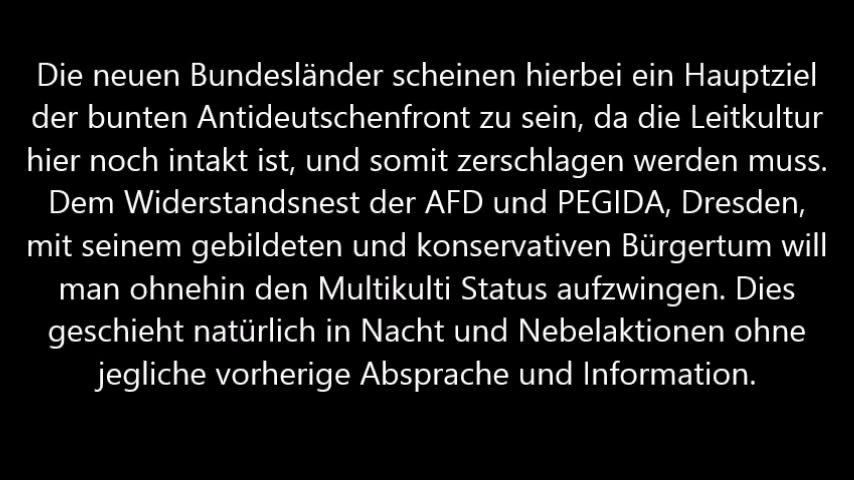 Die neuen Bundesländer scheinen hierbei ein Hauptziel
der bunten Antideutschenfront zu sein, da die Leitkultur
hier noch intakt ist, und somit zerschlagen werden muss.
Dem Widerstandsnest der AFD und PEGIDA, Dresden,
mit seinem gebildeten und konservativen Bürgertum will
man ohnehin den Multikulti Status aufzwingen. Dies
geschieht natürlich in Nacht und Nebelaktionen ohne
jegliche vorherige Absprache und Information.